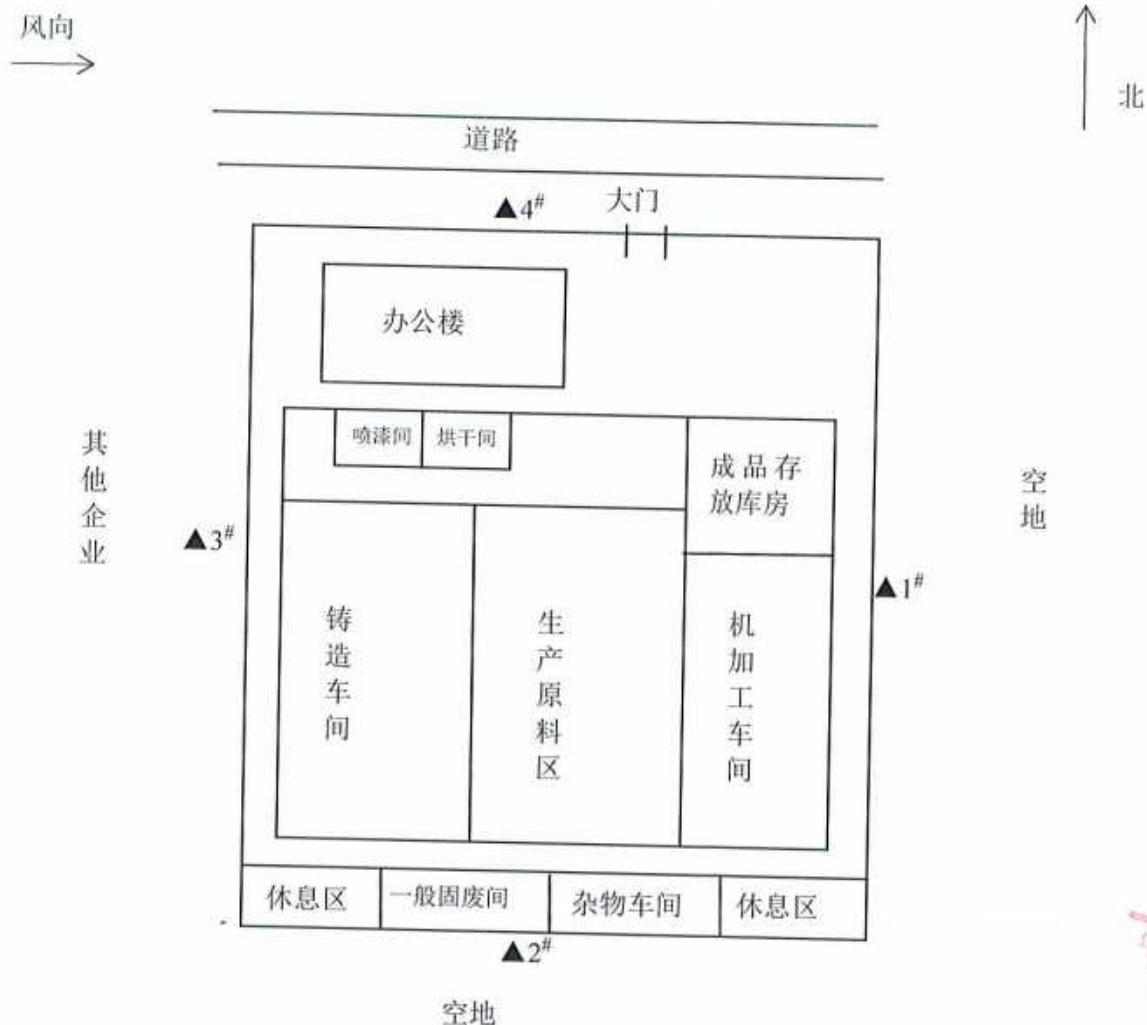 风向
北
道路
大门
▲4#
办公楼
喷漆间
烘干间
成品存
放库房
其他企业
空地
▲3#
▲1#
铸造车间
生产原料区
机加工车间
休息区
一般固废间
杂物车间
休息区
▲2#
空地